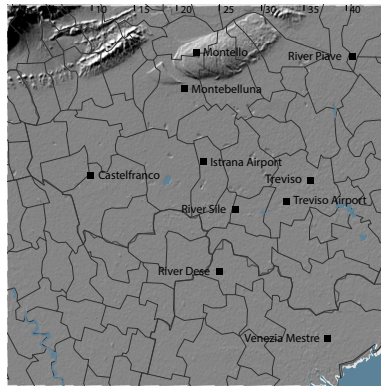 10 15 20 25 30 35 40
Montello
River Piave
Montebelluna
Istrana Airport
Castelfranco
Treviso
Treviso Airport
River Sile
River Dese
Venezia Mestre